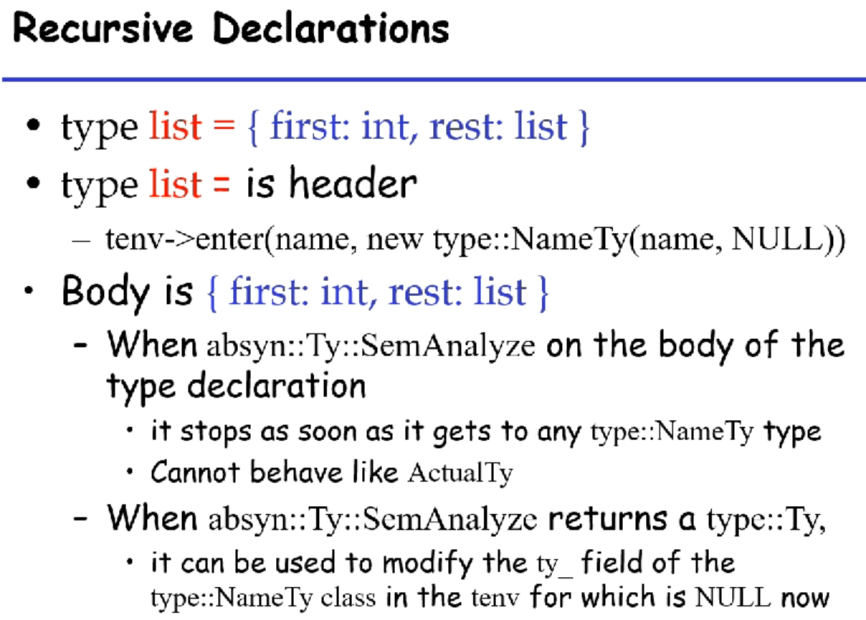 Recursive Declarations
• type list = { first: int, rest: list }
• type list = is header
– tenv->enter(name, new type::NameTy(name, NULL))
• Body is { first: int, rest: list }
– When absyn::Ty::SemAnalyze on the body of the
type declaration
• it stops as soon as it gets to any type::NameTy type
• Cannot behave like ActualTy
– When absyn::Ty::SemAnalyze returns a type::Ty,
• it can be used to modify the ty_ field of the
type::NameTy class in the tenv for which is NULL now